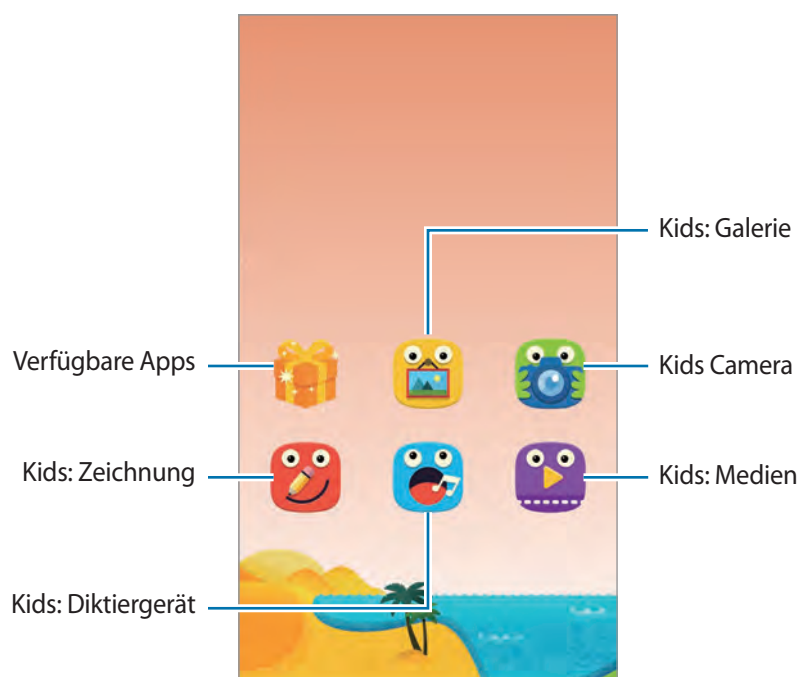 Kids: Galerie
Verfügbare Apps
Kids Camera
Kids: Zeichnung
Kids: Medien
Kids: Diktiergerät